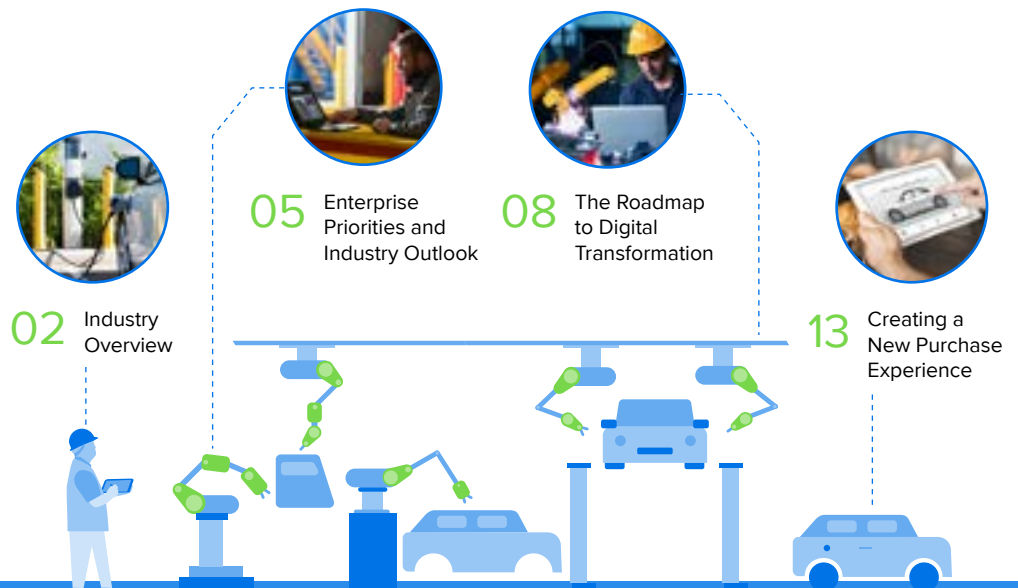 02
Industry
Overview
05
Enterprise
Priorities and
Industry Outlook
08
The Roadmap
to Digital
Transformation
13
Creating a
New Purchase
Experience